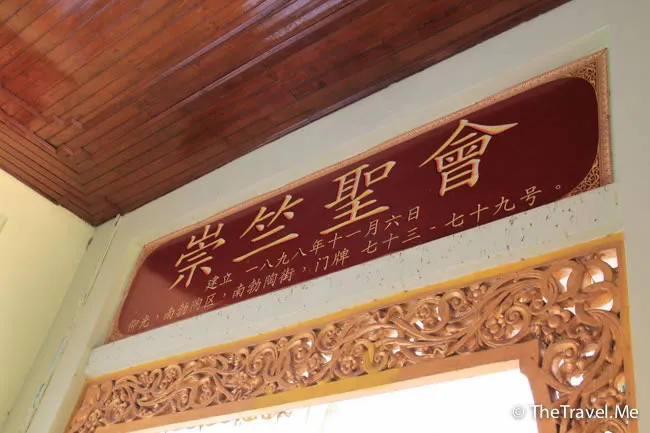 崇竺聖會
建立 一八九八年十一月六日
仰光，南勃陶区，南勃陶街，门牌 七十三 - 七十九号。
© TheTravel.Me